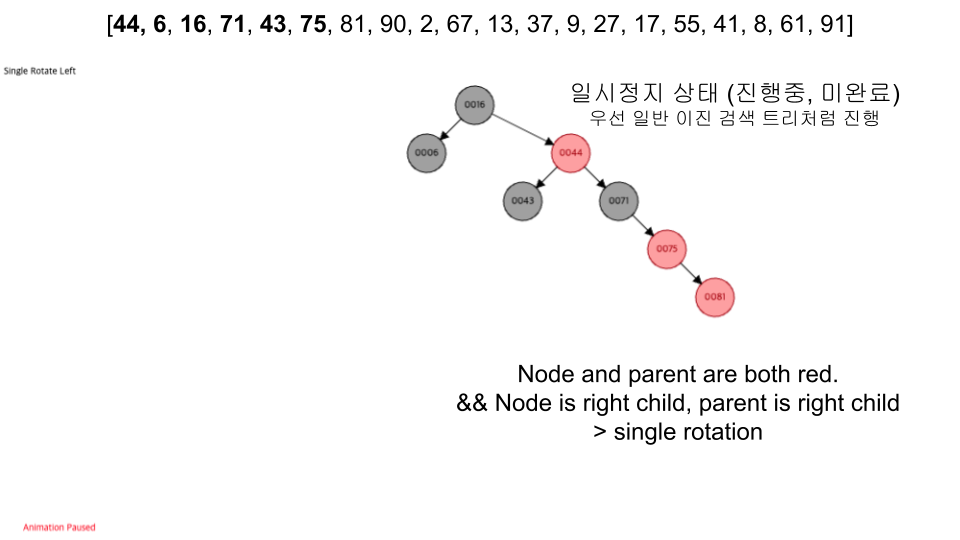 [44, 6, 16, 71, 43, 75, 81, 90, 2, 67, 13, 37, 9, 27, 17, 55, 41, 8, 61, 91]
Single Rotate Left
일시정지 상태 (진행중, 미완료)
우선 일반 이진 검색 트리처럼 진행
0016
0006
0044
0043
0071
0075
0081
Node and parent are both red.
&& Node is right child, parent is right child
> single rotation
Animation Paused